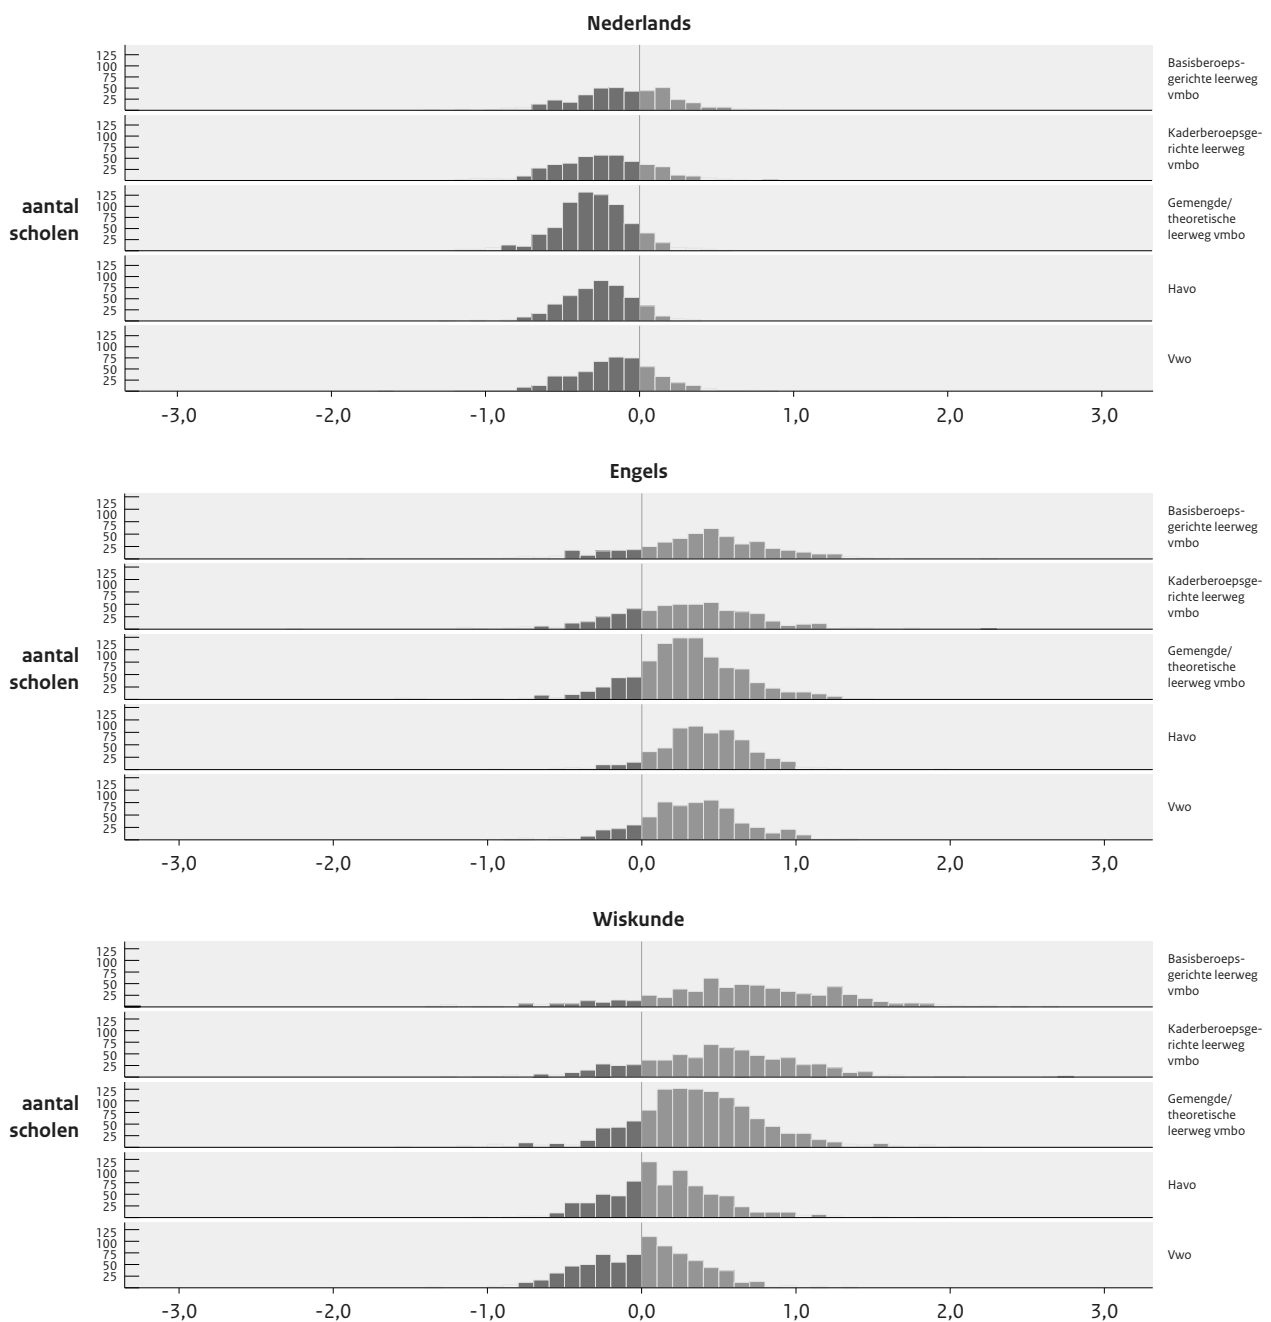 Nederlands
125
100
75
50
25
Basisberoeps-
gerichte leerweg
vmbo
125
100
75
50
25
Kaderberoepsge-
richte leerweg
vmbo
aantal
scholen
125
100
75
50
25
Gemengde/
theoretische
leerweg vmbo
125
100
75
50
25
Havo
125
100
75
50
25
Vwo
-3,0 -2,0 -1,0 0,0 1,0 2,0 3,0
Engels
125
100
75
50
25
Basisberoeps-
gerichte leerweg
vmbo
125
100
75
50
25
Kaderberoepsge-
richte leerweg
vmbo
aantal
scholen
125
100
75
50
25
Gemengde/
theoretische
leerweg vmbo
125
100
75
50
25
Havo
125
100
75
50
25
Vwo
-3,0 -2,0 -1,0 0,0 1,0 2,0 3,0
Wiskunde
125
100
75
50
25
Basisberoeps-
gerichte leerweg
vmbo
125
100
75
50
25
Kaderberoepsge-
richte leerweg
vmbo
aantal
scholen
125
100
75
50
25
Gemengde/
theoretische
leerweg vmbo
125
100
75
50
25
Havo
125
100
75
50
25
Vwo
-3,0 -2,0 -1,0 0,0 1,0 2,0 3,0